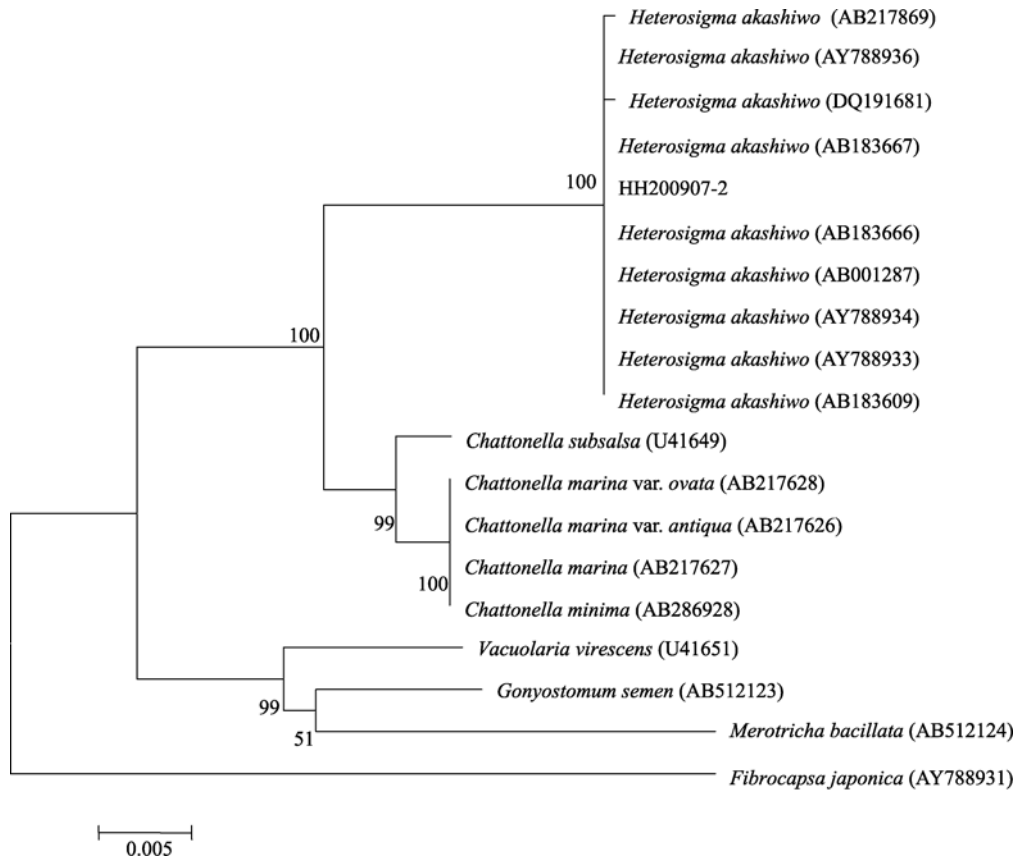 Heterosigma akashiwo (AB217869)
Heterosigma akashiwo (AY788936)
Heterosigma akashiwo (DQ191681)
Heterosigma akashiwo (AB183667)
100
HH200907-2
Heterosigma akashiwo (AB183666)
Heterosigma akashiwo (AB001287)
Heterosigma akashiwo (AY788934)
100
Heterosigma akashiwo (AY788933)
Heterosigma akashiwo (AB183609)
Chattonella subsalsa (U41649)
Chattonella marina var. ovata (AB217628)
99
Chattonella marina var. antiqua (AB217626)
Chattonella marina (AB217627)
100
Chattonella minima (AB286928)
Vacuolaria virescens (U41651)
Gonyostomum semen (AB512123)
99
Merotricha bacillata (AB512124)
51
Fibrocapsa japonica (AY788931)
0.005